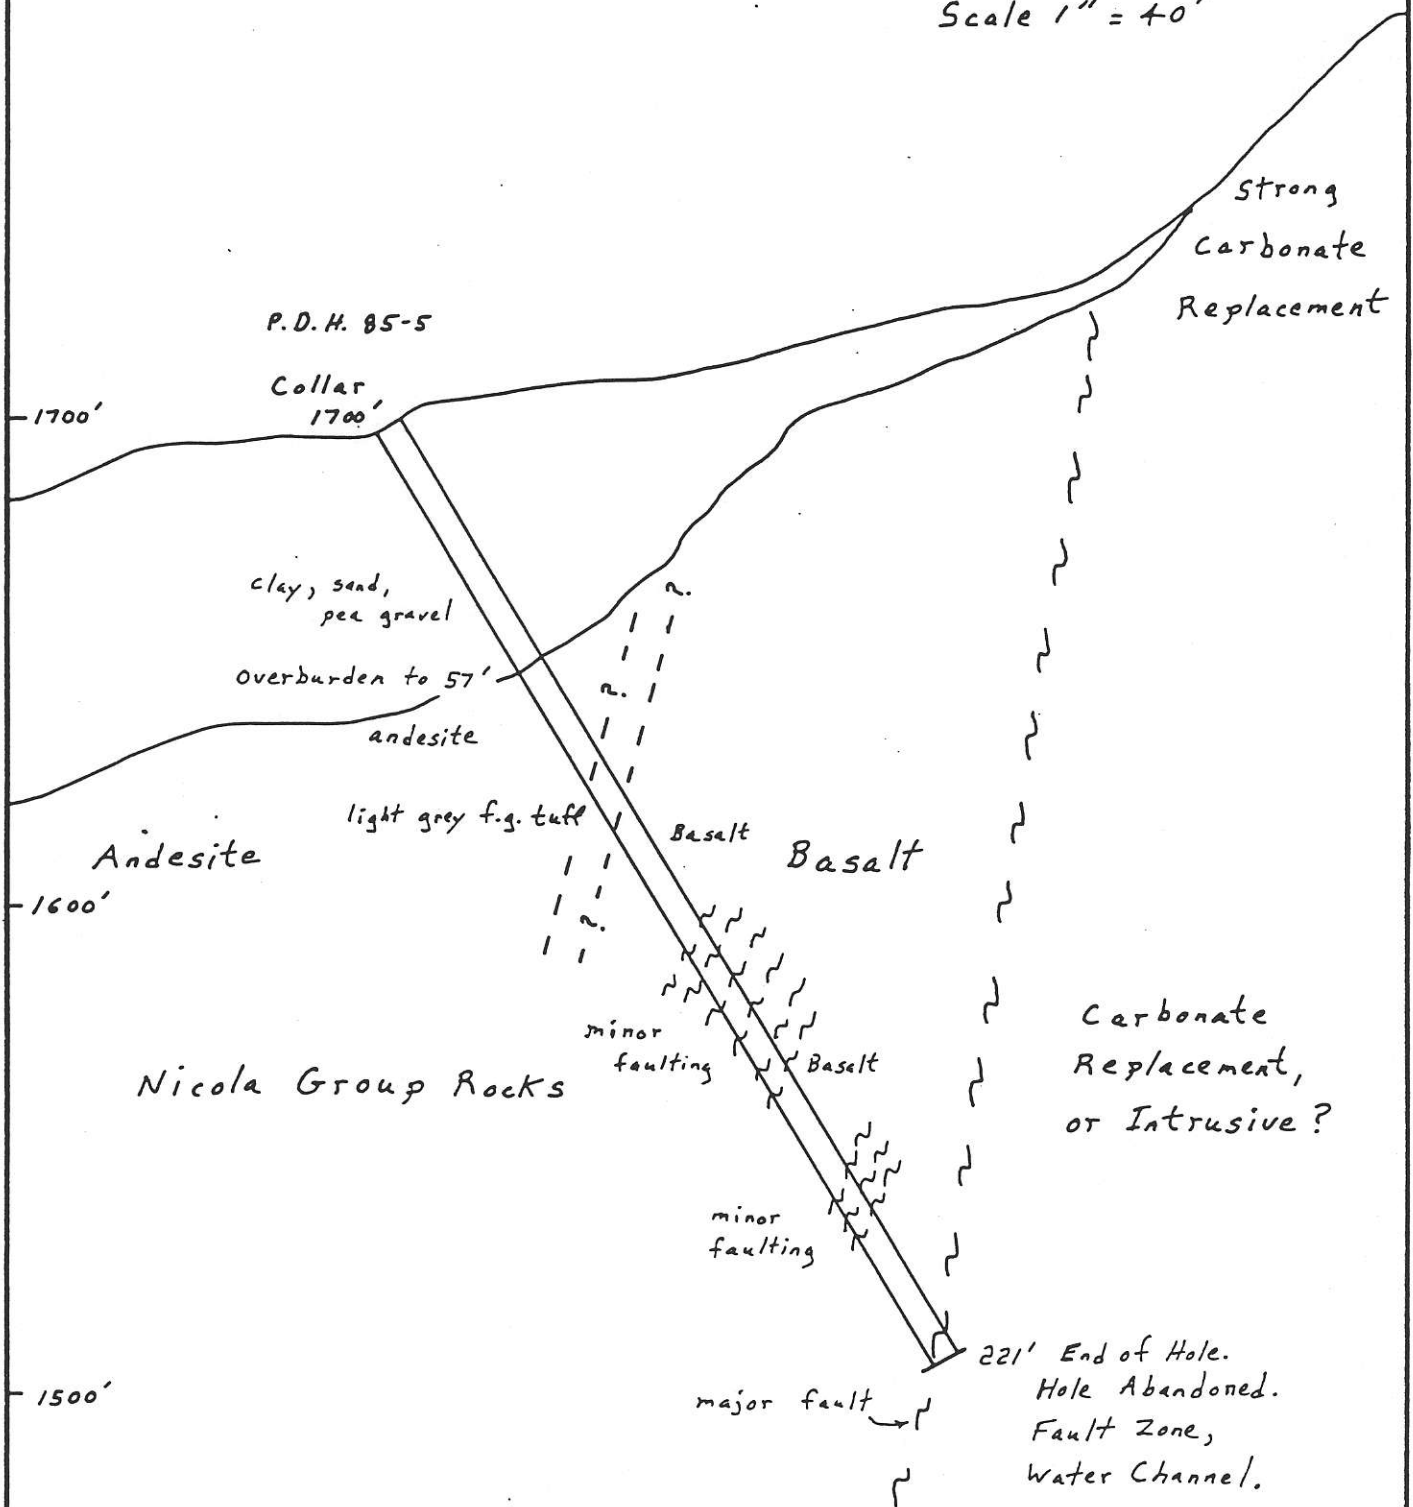 Scale 1" = 40'
Strong
Carbonate
Replacement
P.D.H. 85-5
Collar
1700'
1700'
clay, sand,
pea gravel
overburden to 57'
andesite
light grey f.g. tuff
Basalt
Basalt
Andesite
1600'
?
?
?
minor
faulting
Basalt
Nicola Group Rocks
Carbonate
Replacement,
or Intrusive?
minor
faulting
221' End of Hole.
Hole Abandoned.
Fault Zone,
Water Channel.
1500'
major fault